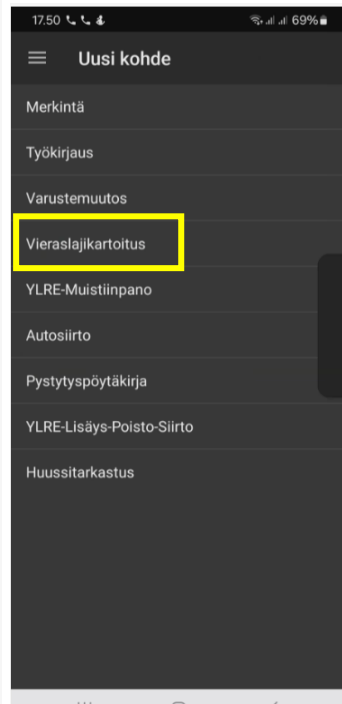 17.50 69%
Uusi kohde
Merkintä
Työkirjaus
Varustemuutos
Vieraslajikartoitus
YLRE-Muistiinpano
Autosiirto
Pystytyspöytäkirja
YLRE-Lisäys-Poisto-Siirto
Huussitarkastus